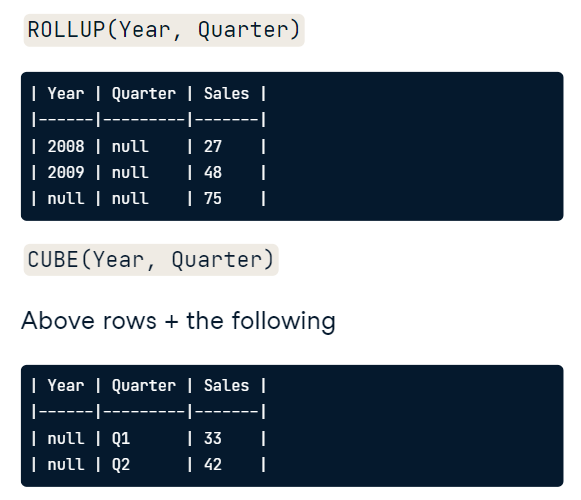 ROLLUP(Year, Quarter)
| Year | Quarter | Sales |
|------|---------|-------|
| 2008 | null    | 27    |
| 2009 | null    | 48    |
| null | null    | 75    |
CUBE(Year, Quarter)
Above rows + the following
| Year | Quarter | Sales |
|------|---------|-------|
| null | Q1      | 33    |
| null | Q2      | 42    |